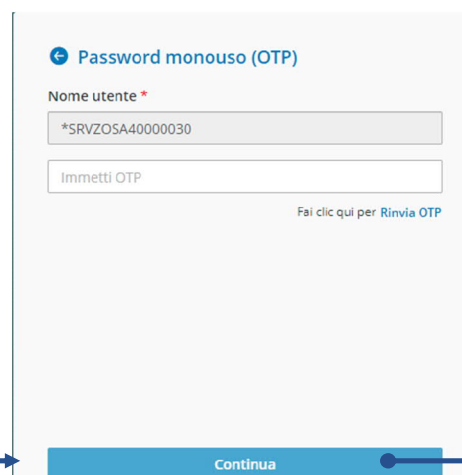 Password monouso (OTP)
Nome utente *
*SRVZOSA40000030
Immetti OTP
Fai clic qui per Rinvia OTP
Continua